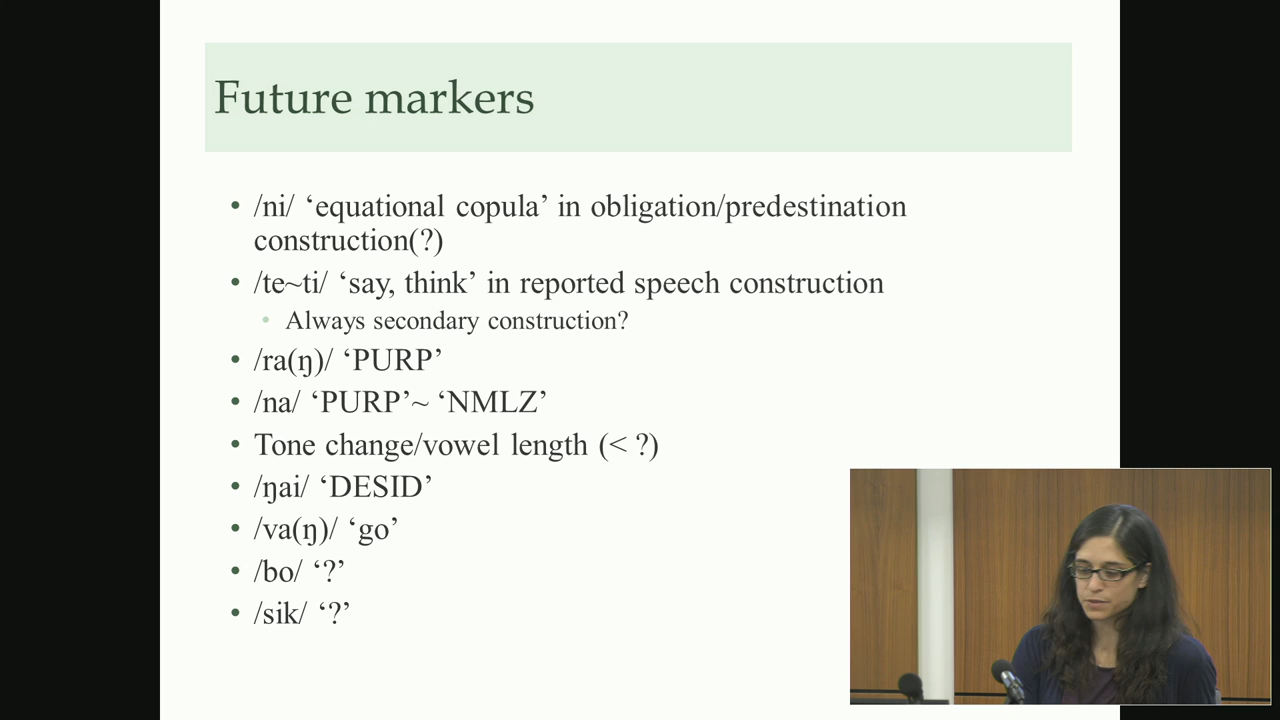 Future markers
• /ni/ ‘equational copula’ in obligation/predestination
construction(?)
• /te~ti/ ‘say, think’ in reported speech construction
• Always secondary construction?
• /ra(ŋ)/ ‘PURP’
• /na/ ‘PURP’~ ‘NMLZ’
• Tone change/vowel length (< ?)
• /ŋai/ ‘DESID’
• /va(ŋ)/ ‘go’
• /bo/ ‘?’
• /sik/ ‘?’